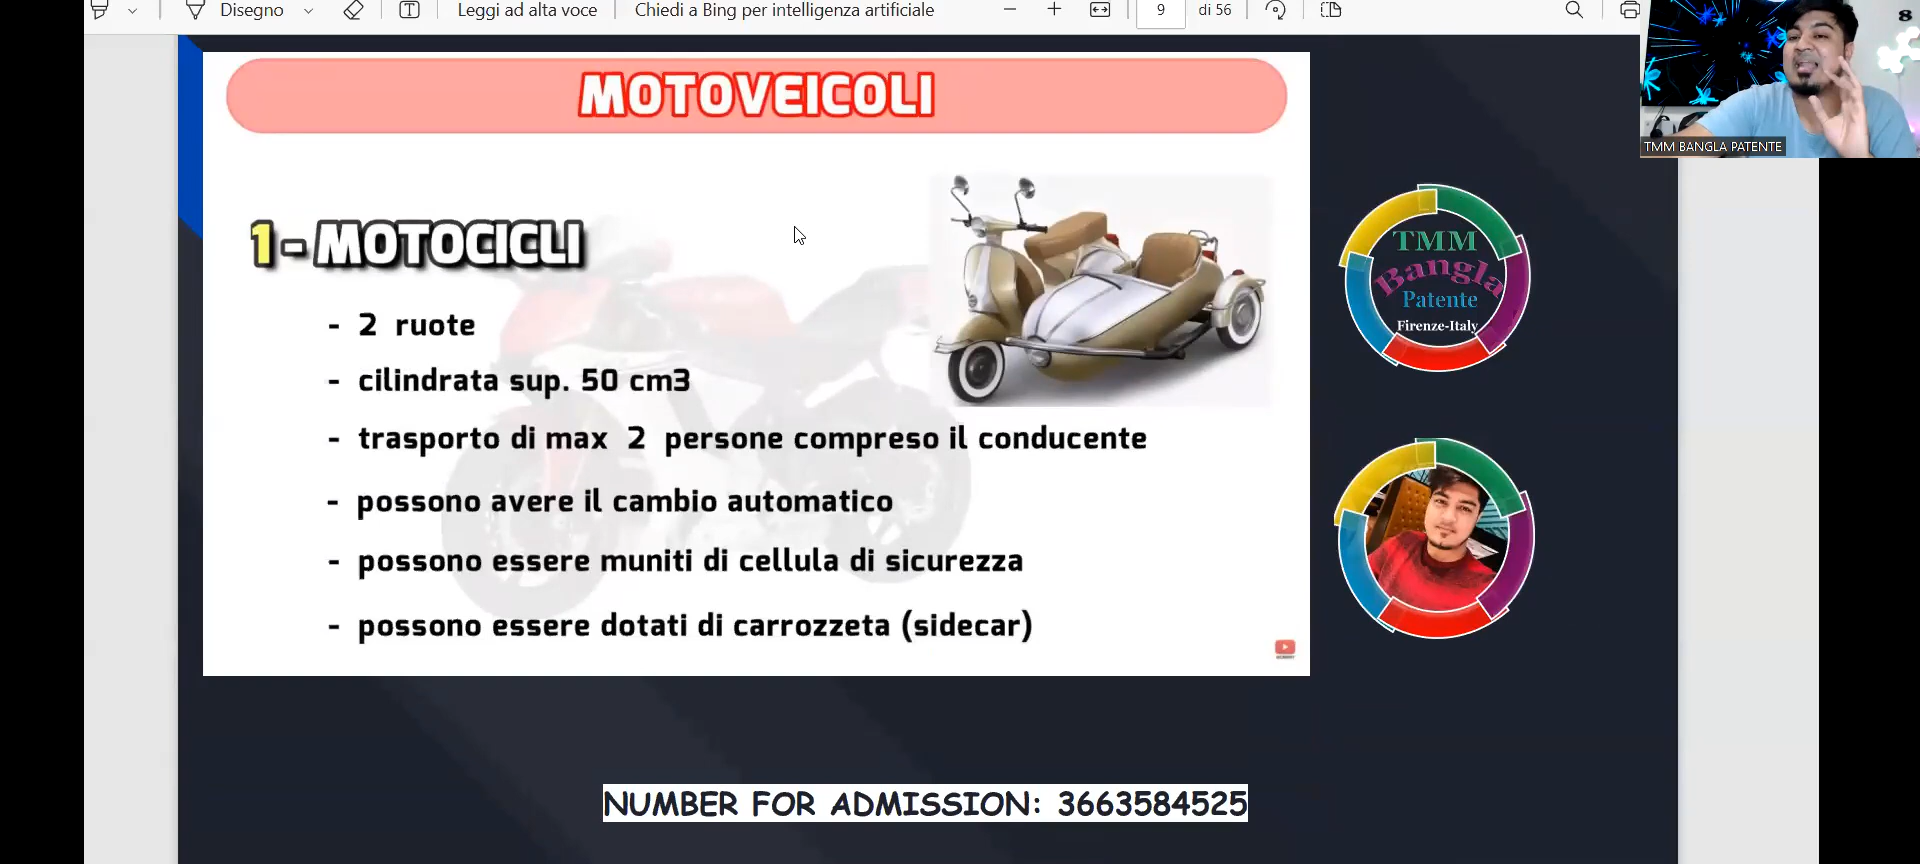 Disegno
Leggi ad alta voce
Chiedi a Bing per intelligenza artificiale
9
di 56
8
TMM BANGLA PATENTE
MOTOVEICOLI
1 - MOTOCICLI
- 2 ruote
- cilindrata sup. 50 cm3
- trasporto di max 2 persone compreso il conducente
- possono avere il cambio automatico
- possono essere muniti di cellula di sicurezza
- possono essere dotati di carrozzeta (sidecar)
TMM
Bangla
Patente
Firenze-Italy
NUMBER FOR ADMISSION: 3663584525